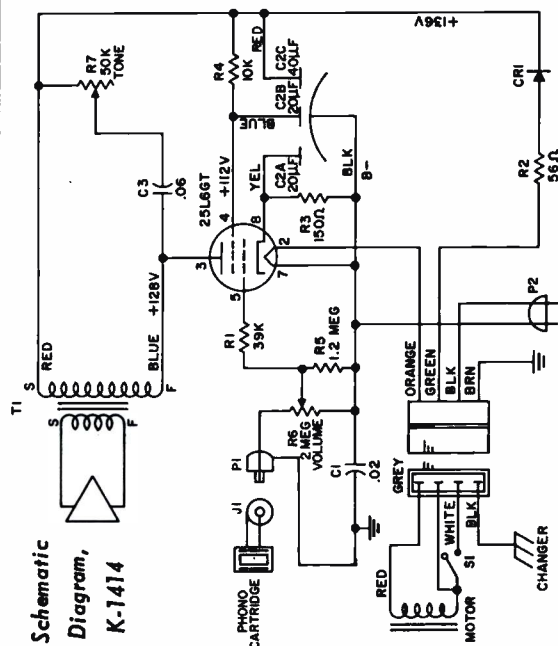 Schematic
Diagram,
K-1414
T1
S
F
S
F
RED
BLUE
+128V
R7
50K
TONE
C3
.06
R4
10K
RED
C2C
40µF
C2B
20µF
BLUE
C2A
20µF
+136V
25L6GT
+112V
3
4
5
8
2
7
YEL
R3
150Ω
BLK
B-
CR1
R2
56Ω
R1
39K
R5
1.2 MEG
R6
2 MEG
VOLUME
P1
J1
PHONO
CARTRIDGE
C1
.02
ORANGE
GREEN
BLK
BRN
P2
GREY
RED
WHITE
BLK
S1
MOTOR
CHANGER